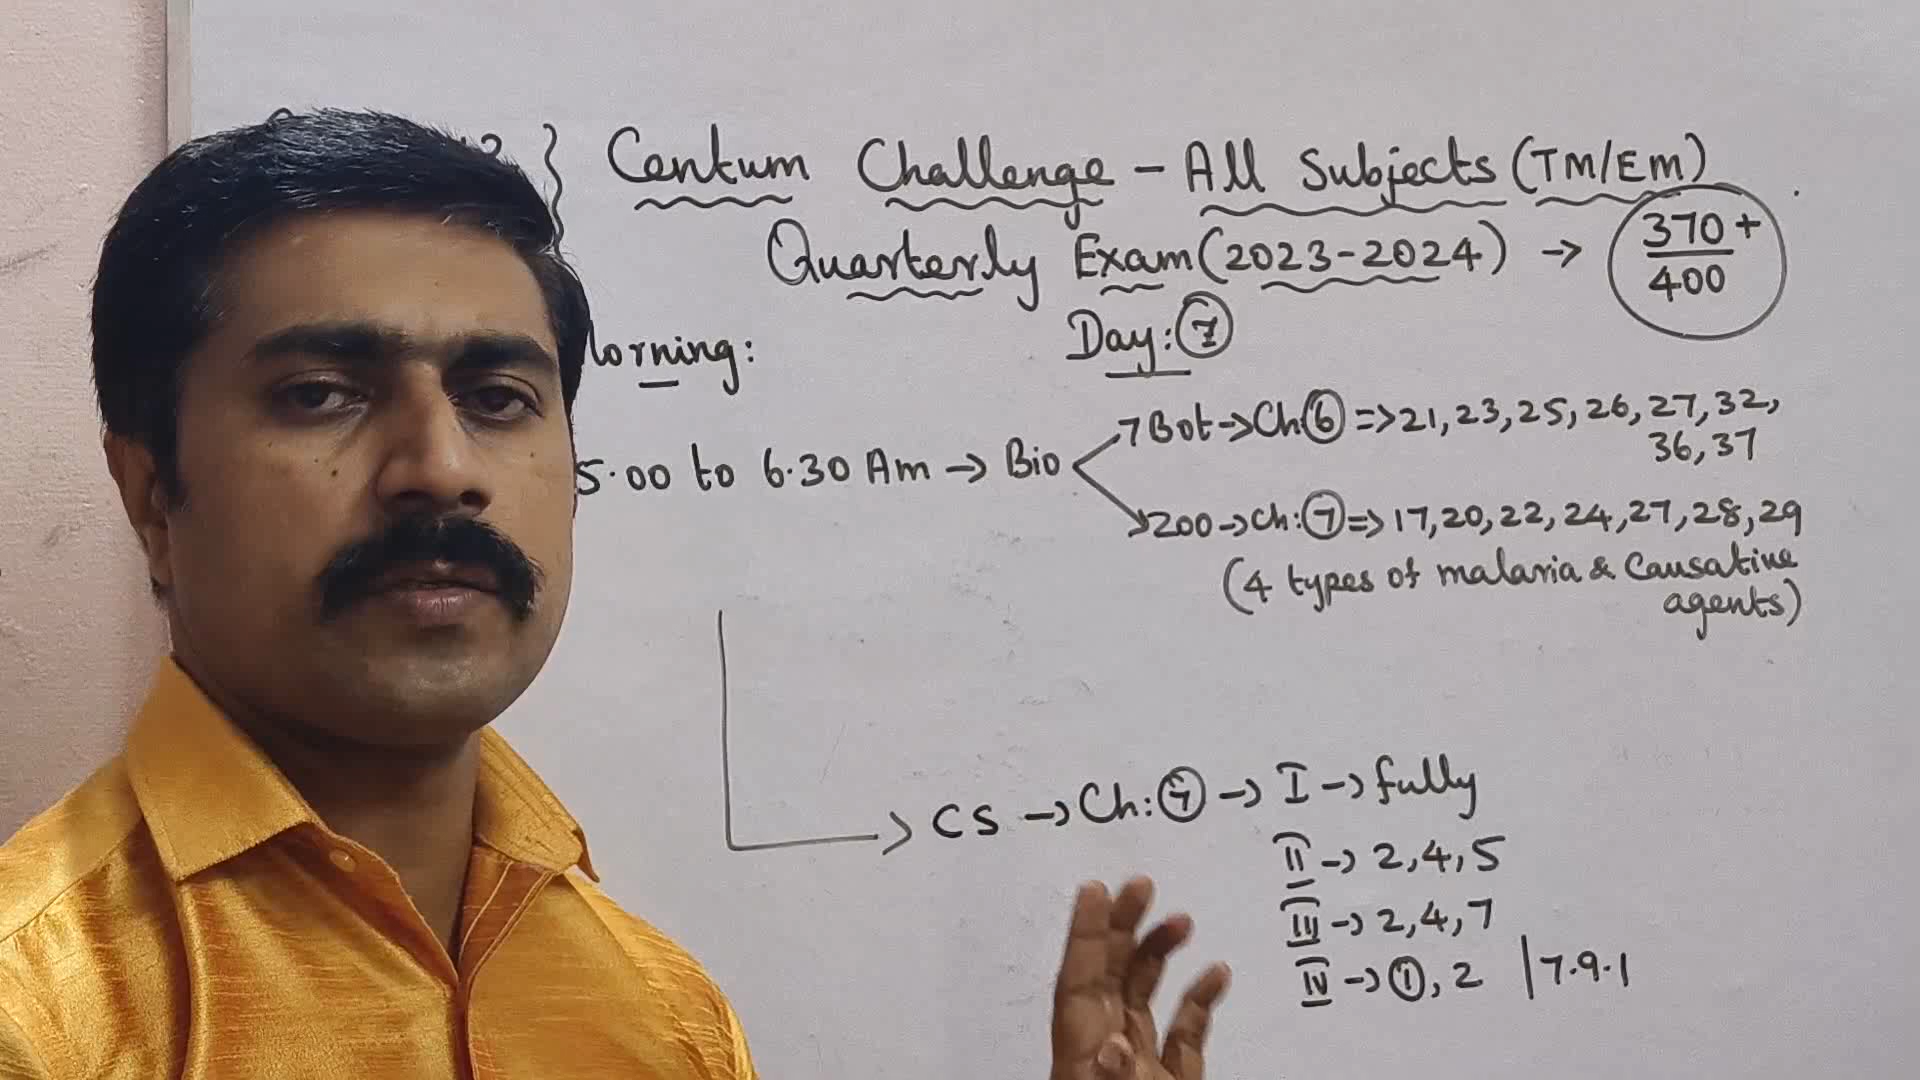 12 } Centum Challenge - All Subjects (TM/EM)
Quarterly Exam (2023-2024) → 370+/400
Morning: Day: 7
5.00 to 6.30 Am → Bio
Bot → Ch: 6 => 21, 23, 25, 26, 27, 32,
36, 37
Zoo → Ch: 7 => 17, 20, 22, 24, 27, 28, 29
(4 types of malaria & Causative
agents)
CS → Ch: 7 → I → fully
II → 2, 4, 5
III → 2, 4, 7
IV → 1, 2 | 7.9.1